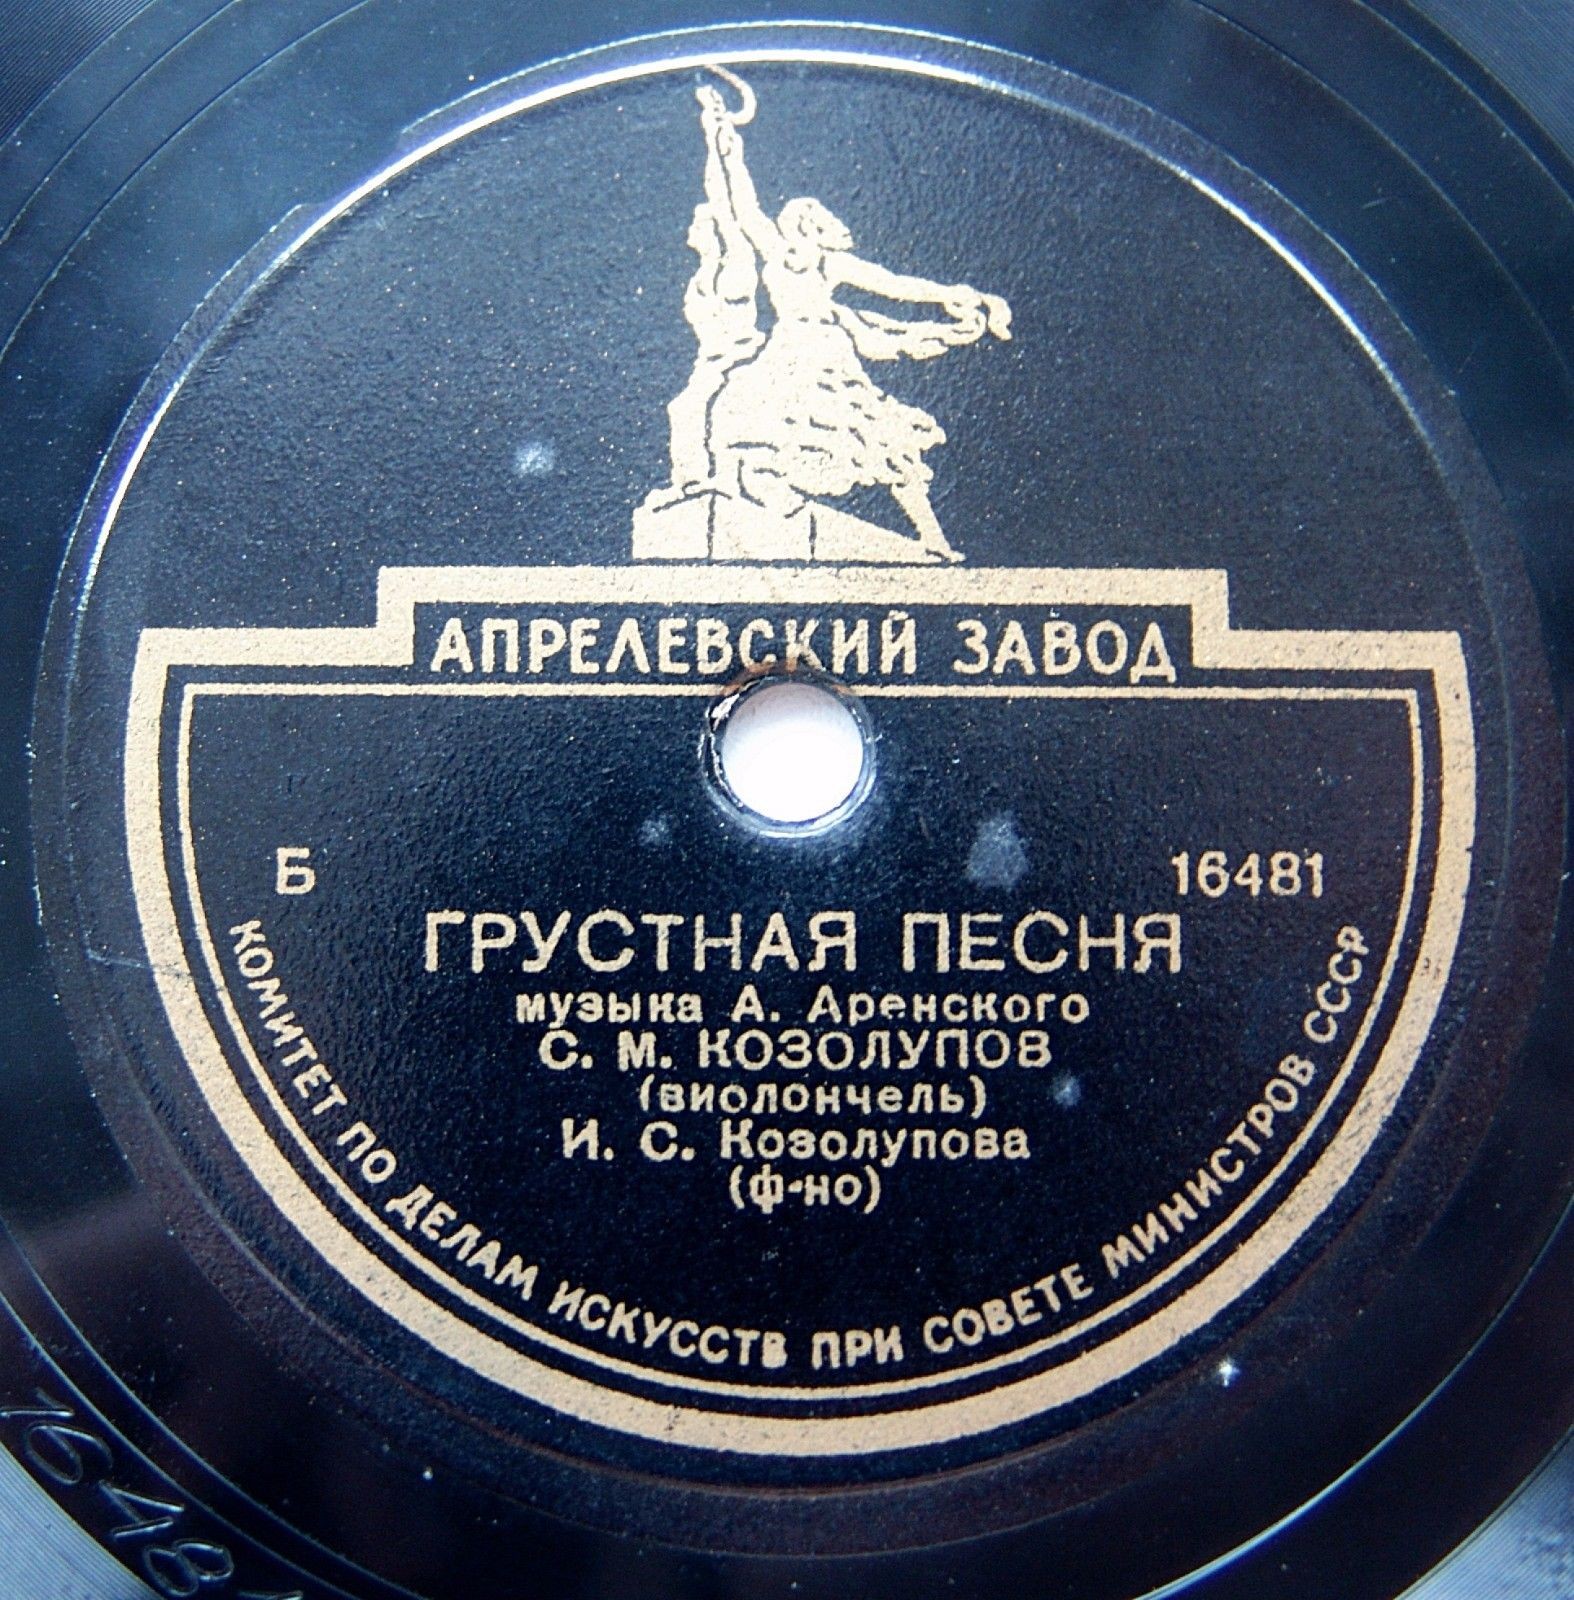 АПРЕЛЕВСКИЙ ЗАВОД
Б 16481
ГРУСТНАЯ ПЕСНЯ
музыка А. Аренского
С. М. КОЗОЛУПОВ
(виолончель)
И. С. Козолупова
(ф-но)
КОМИТЕТ ПО ДЕЛАМ ИСКУССТВ ПРИ СОВЕТЕ МИНИСТРОВ СССР
16481